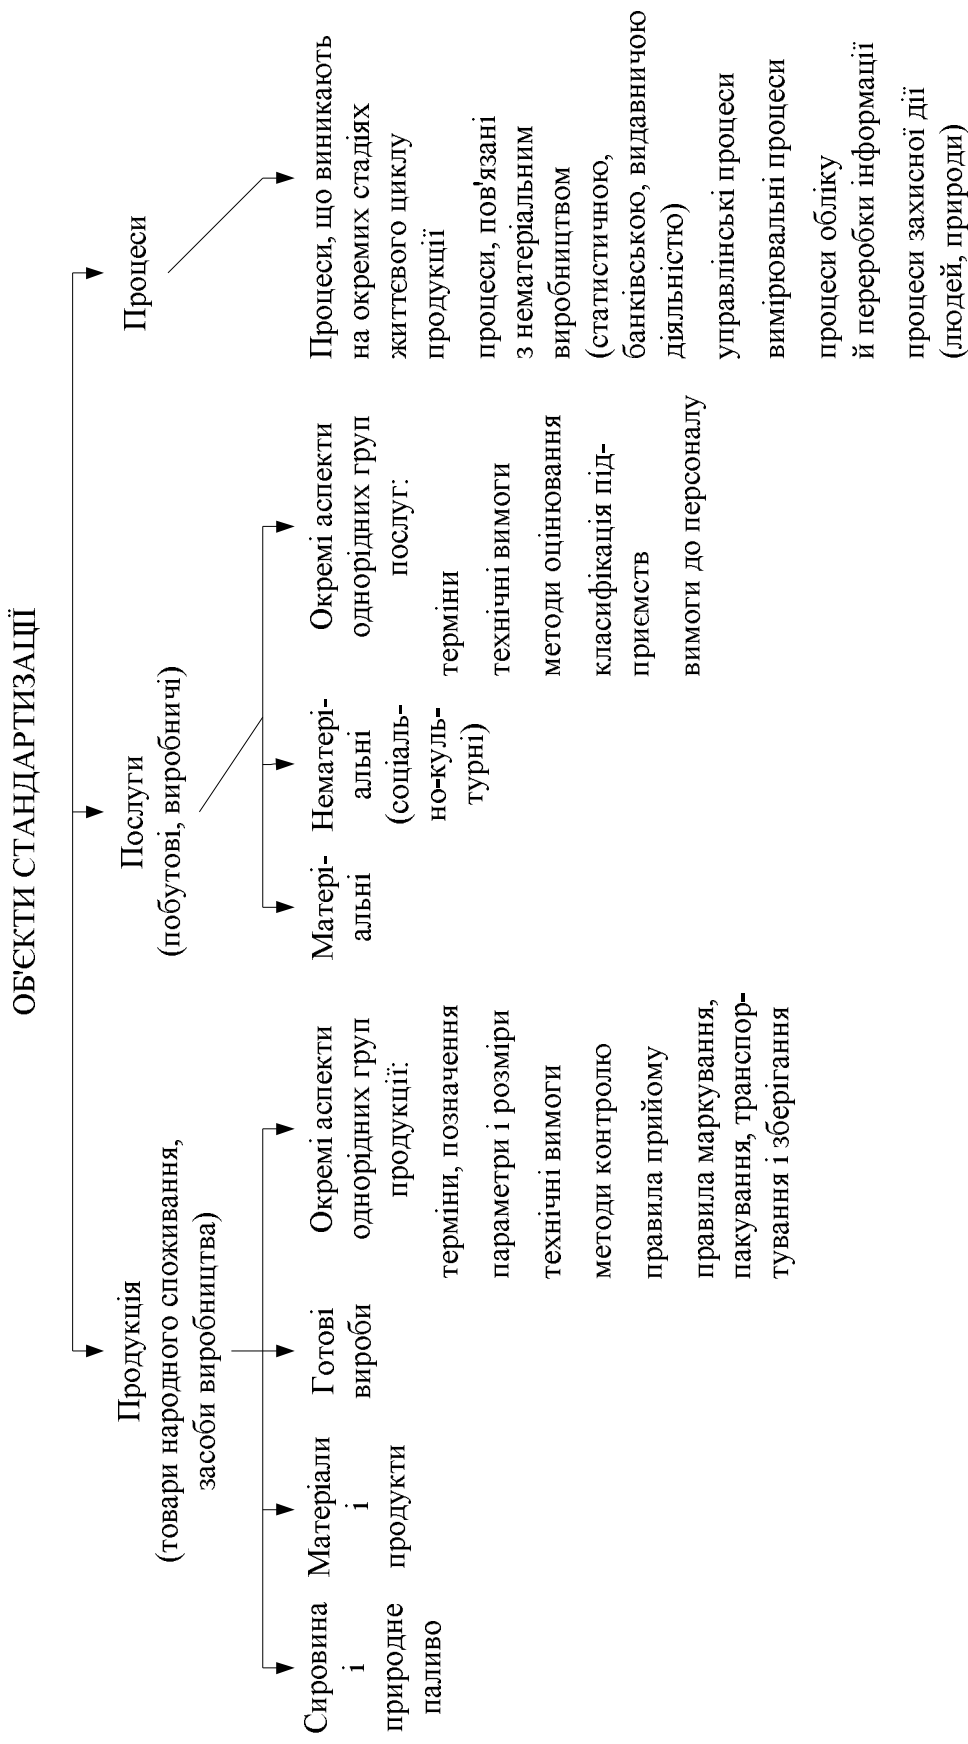 ОБ'ЄКТИ СТАНДАРТИЗАЦІЇ
Продукція
(товари народного споживання,
засоби виробництва)
Сировина
і
природне
паливо
Матеріали
і
продукти
Готові
вироби
Окремі аспекти
однорідних груп
продукції:
терміни, позначення
параметри і розміри
технічні вимоги
методи контролю
правила прийому
правила маркування,
пакування, транспор-
тування і зберігання
Послуги
(побутові, виробничі)
Матері-
альні
Нематері-
альні
(соціаль-
но-куль-
турні)
Окремі аспекти
однорідних груп
послуг:
терміни
технічні вимоги
методи оцінювання
класифікація під-
приємств
вимоги до персоналу
Процеси
Процеси, що виникають
на окремих стадіях
життєвого циклу
продукції
процеси, пов'язані
з нематеріальним
виробництвом
(статистичною,
банківською, видавничою
діяльністю)
управлінські процеси
вимірювальні процеси
процеси обліку
й переробки інформації
процеси захисної дії
(людей, природи)